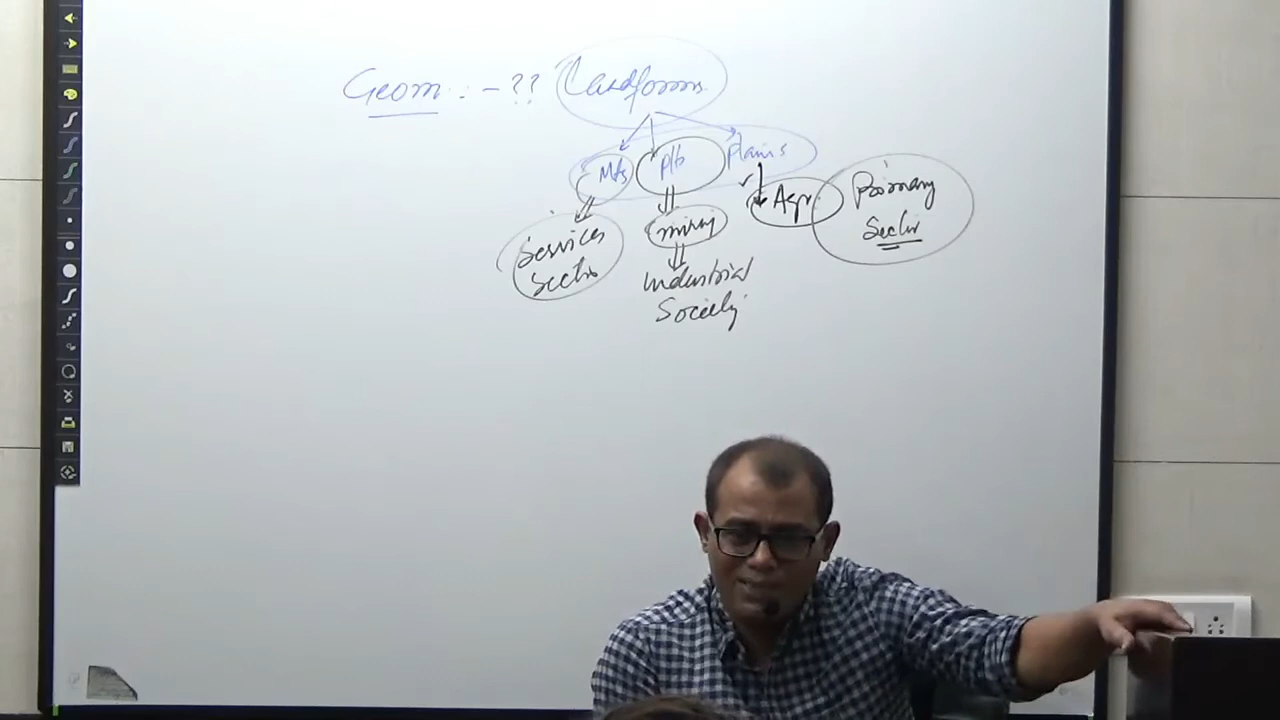 Geom : - ?? Landforms
Mts Plt Plains
Agr. Primary
Sector
Services
Sector
mining
Industrial
Society